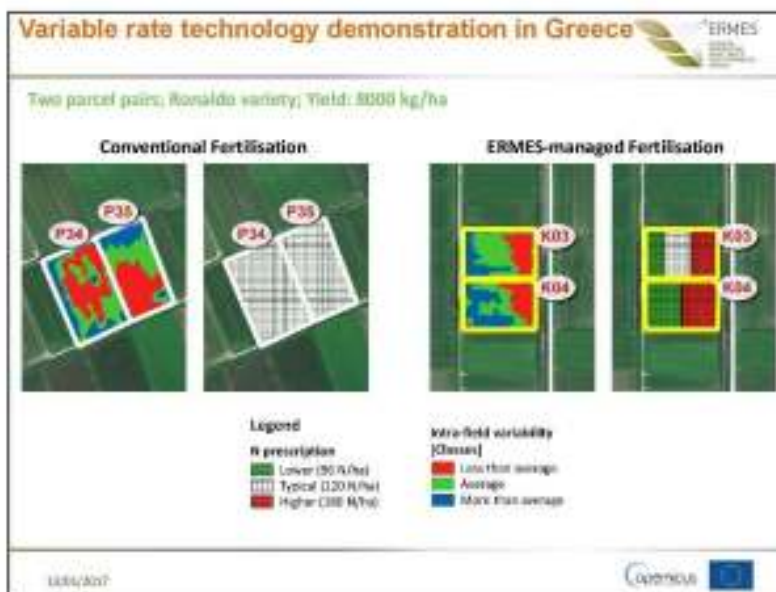 Variable rate technology demonstration in Greece
ERMES
Two parcel pairs; Ronaldo variety; Yield: 8000 kg/ha
Conventional Fertilisation
ERMES-managed Fertilisation
P34
P35
P34
P35
K03
K04
K03
K04
Legend
N prescription
Lower (96 N/ha)
Typical (120 N/ha)
Higher (180 N/ha)
Intra-field variability
[Classes]
Less than average
Average
More than average
Copernicus